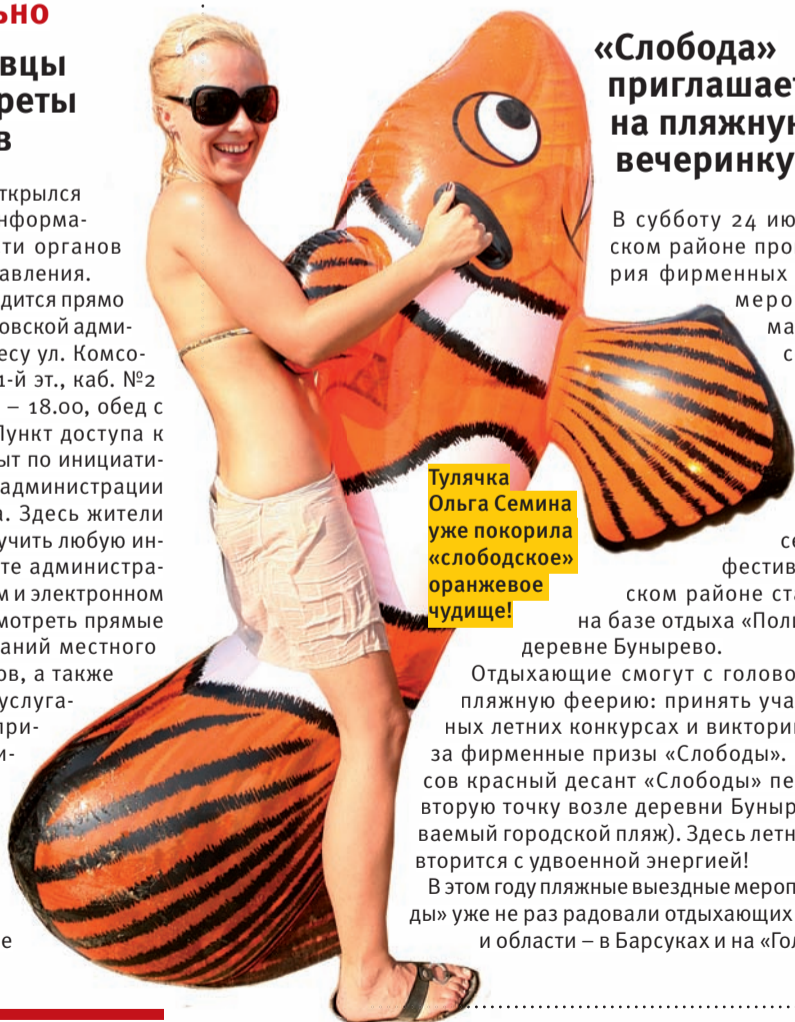 ьно
вцы
реты
в
ткрылся
нформа-
ти органов
авления.
дится прямо
овской адми-
есу ул. Комсо-
1-й эт., каб. №2
– 18.00, обед с
Пункт доступа к
ыт по инициати-
администрации
а. Здесь жители
учить любую ин-
те администра-
м и электронном
мотреть прямые
аний местного
ов, а также
услуга-
при-
и-
е
Тулячка
Ольга Семина
уже покорила
«слободское»
оранжевое
чудище!
«Слобода»
приглашает
на пляжную
вечеринку
В субботу 24 ию
ском районе про
рия фирменных
меро
ма
с
се
фестив
ском районе ста
на базе отдыха «Поли
деревне Бунырево.
Отдыхающие смогут с голово
пляжную феерию: принять уча
ных летних конкурсах и виктори
за фирменные призы «Слободы».
сов красный десант «Слободы» пе
вторую точку возле деревни Буныр
ваемый городской пляж). Здесь летн
вторится с удвоенной энергией!
В этом году пляжные выездные мероп
ды» уже не раз радовали отдыхающих
и области – в Барсуках и на «Гол